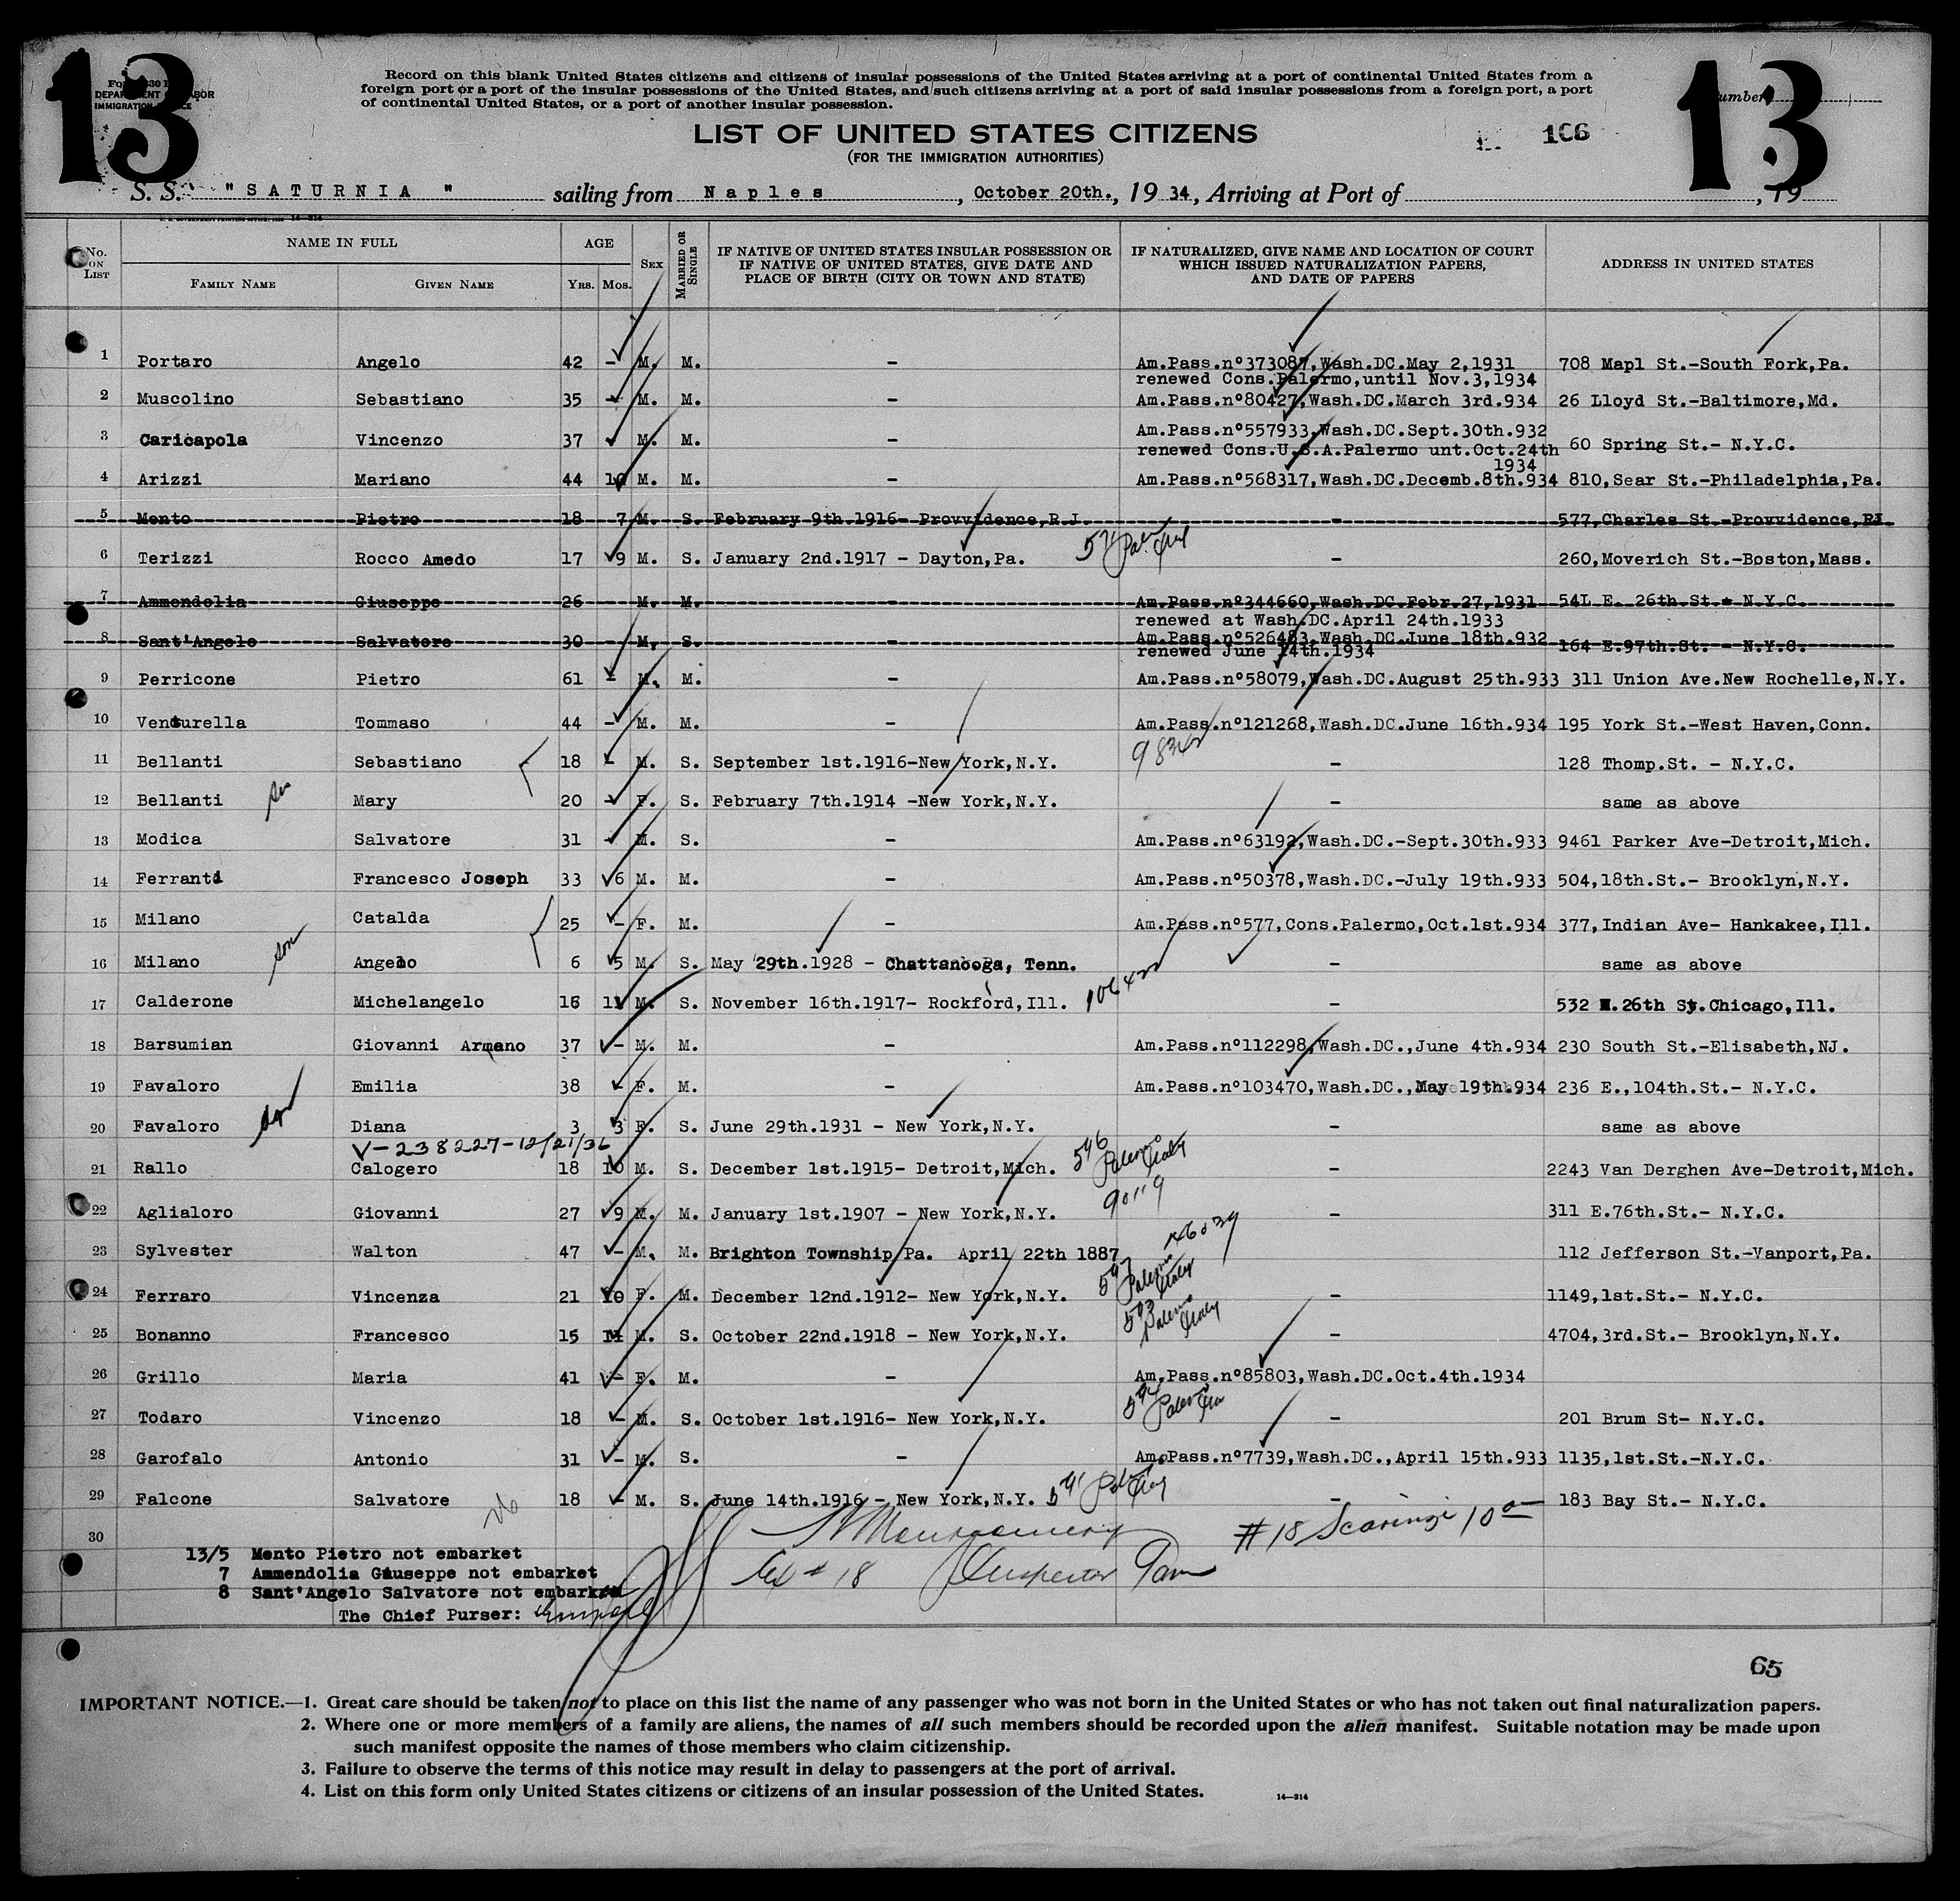 13
13
Record on this blank United States citizens and citizens of insular possessions of the United States arriving at a port of continental United States from a
foreign port or a port of the insular possessions of the United States, and such citizens arriving at a port of said insular possessions from a foreign port, a port
of continental United States, or a port of another insular possession.
LIST OF UNITED STATES CITIZENS
(FOR THE IMMIGRATION AUTHORITIES)
106
S. S. "SATURNIA" sailing from Naples, October 20th., 1934, Arriving at Port of , 19
No. ON LIST NAME IN FULL AGE SEX MARRIED OR SINGLE IF NATIVE OF UNITED STATES INSULAR POSSESSION OR IF NATIVE OF UNITED STATES, GIVE DATE AND PLACE OF BIRTH (CITY OR TOWN AND STATE) IF NATURALIZED, GIVE NAME AND LOCATION OF COURT WHICH ISSUED NATURALIZATION PAPERS, AND DATE OF PAPERS ADDRESS IN UNITED STATES
FAMILY NAME GIVEN NAME YRS. MOS.
1 Portaro Angelo 42 - M. M. - Am.Pass.nº373087,Wash.DC.May 2,1931 708 Mapl St.-South Fork,Pa.
renewed Cons.Palermo,until Nov.3,1934
2 Muscolino Sebastiano 35 - M. M. - Am.Pass.nº80427,Wash.DC.March 3rd.934 26 Lloyd St.-Baltimore,Md.
3 Caricapola Vincenzo 37 M. M. - Am.Pass.nº557933,Wash.DC.Sept.30th.932 60 Spring St.- N.Y.C.
renewed Cons.U.S.A.Palermo unt.Oct.24th
1934
4 Arizzi Mariano 44 10 M. M. - Am.Pass.nº568317,Wash.DC.Decemb.8th.934 810,Sear St.-Philadelphia,Pa.
5 Mento Pietro 18 7 M. S. February 9th.1916- Provvidence,R.J. - 577,Charles St.-Provvidence,RI.
6 Terizzi Rocco Amedo 17 9 M. S. January 2nd.1917 - Dayton,Pa. - 260,Moverich St.-Boston,Mass.
7 Ammendolia Giuseppe 26 - M. M. - Am.Pass.nº344660,Wash.DC.Febr.27,1931 54L E. 26th St.- N.Y.C.
renewed at Wash.DC.April 24th.1933
8 Sant'Angelo Salvatore 30 - M. S. - Am.Pass.nº526483,Wash.DC.June 18th.932 164 E.97th.St. - N.Y.C.
renewed June 14th.1934
9 Perricone Pietro 61 - M. M. - Am.Pass.nº58079,Wash.DC.August 25th.933 311 Union Ave.New Rochelle,N.Y.
10 Venturella Tommaso 44 - M. M. - Am.Pass.nº121268,Wash.DC.June 16th.934 195 York St.-West Haven,Conn.
11 Bellanti Sebastiano 18 - M. S. September 1st.1916-New York,N.Y. - 128 Thomp.St. - N.Y.C.
12 Bellanti Mary 20 - F. S. February 7th.1914 -New York,N.Y. - same as above
13 Modica Salvatore 31 - M. S. - Am.Pass.nº63192,Wash.DC.-Sept.30th.933 9461 Parker Ave-Detroit,Mich.
14 Ferranti Francesco Joseph 33 6 M. M. - Am.Pass.nº50378,Wash.DC.-July 19th.933 504,18th.St.- Brooklyn,N.Y.
15 Milano Catalda 25 - F. M. - Am.Pass.nº577,Cons.Palermo,Oct.1st.934 377,Indian Ave- Hankakee,Ill.
16 Milano son Angelo 6 5 M. S. May 29th.1928 - Chattanooga, Tenn. - same as above
17 Calderone Michelangelo 16 11 M. S. November 16th.1917- Rockford,Ill. - 532 W.26th St.Chicago,Ill.
18 Barsumian Giovanni Armeno 37 - M. M. - Am.Pass.nº112298,Wash.DC.,June 4th.934 230 South St.-Elisabeth,NJ.
19 Favaloro Emilia 38 - F. M. - Am.Pass.nº103470,Wash.DC.,May 19th.934 236 E.,104th.St.- N.Y.C.
20 Favaloro Diana 3 3 F. S. June 29th.1931 - New York,N.Y. - same as above
V-238227-12/21/36
21 Rallo Calogero 18 10 M. S. December 1st.1915- Detroit,Mich. 596 Palermo Italy - 2243 Van Derghen Ave-Detroit,Mich.
22 Aglialoro Giovanni 27 9 M. M. January 1st.1907 - New York,N.Y. 90119 - 311 E.76th.St.- N.Y.C.
23 Sylvester Walton 47 - M. M. Brighton Township Pa. April 22th 1887 112 Jefferson St.-Vanport,Pa.
24 Ferraro Vincenza 21 10 F. M. December 12nd.1912- New York,N.Y. Palermo Italy - 1149,1st.St.- N.Y.C.
25 Bonanno Francesco 15 11 M. S. October 22nd.1918 - New York,N.Y. 593 Palermo Italy - 4704,3rd.St.- Brooklyn,N.Y.
26 Grillo Maria 41 - F. M. - Am.Pass.nº85803,Wash.DC.Oct.4th.1934
27 Todaro Vincenzo 18 - M. S. October 1st.1916- New York,N.Y. - 201 Brum St- N.Y.C.
28 Garofalo Antonio 31 - M. S. - Am.Pass.nº7739,Wash.DC.,April 15th.933 1135,1st.St.-N.Y.C.
29 Falcone Salvatore 18 - M. S. June 14th.1916 - New York,N.Y. - 183 Bay St.- N.Y.C.
30
#18 Scaringi 10
13/5 Mento Pietro not embarket
7 Ammendolia Giuseppe not embarket
8 Sant'Angelo Salvatore not embarket
The Chief Purser:
Montgomery
# 18 Inspector
65
IMPORTANT NOTICE.—1. Great care should be taken not to place on this list the name of any passenger who was not born in the United States or who has not taken out final naturalization papers.
2. Where one or more members of a family are aliens, the names of all such members should be recorded upon the alien manifest. Suitable notation may be made upon
such manifest opposite the names of those members who claim citizenship.
3. Failure to observe the terms of this notice may result in delay to passengers at the port of arrival.
4. List on this form only United States citizens or citizens of an insular possession of the United States.
14—214